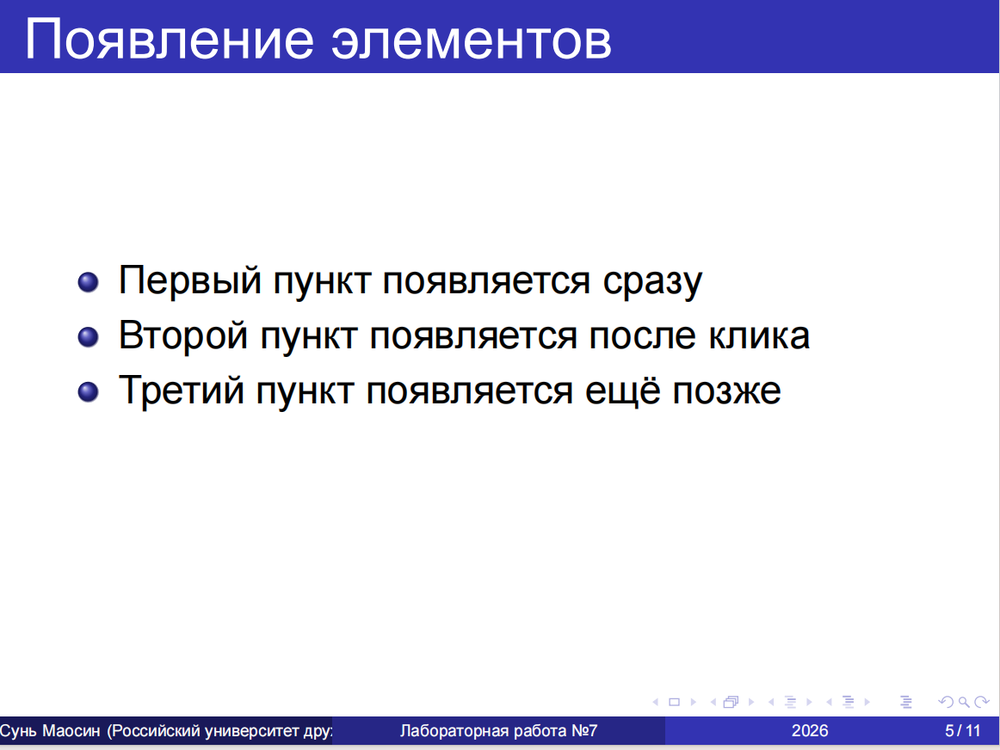 Появление элементов
Первый пункт появляется сразу
Второй пункт появляется после клика
Третий пункт появляется ещё позже
Сунь Маосин (Российский университет дру
Лабораторная работа №7
2026
5 / 11